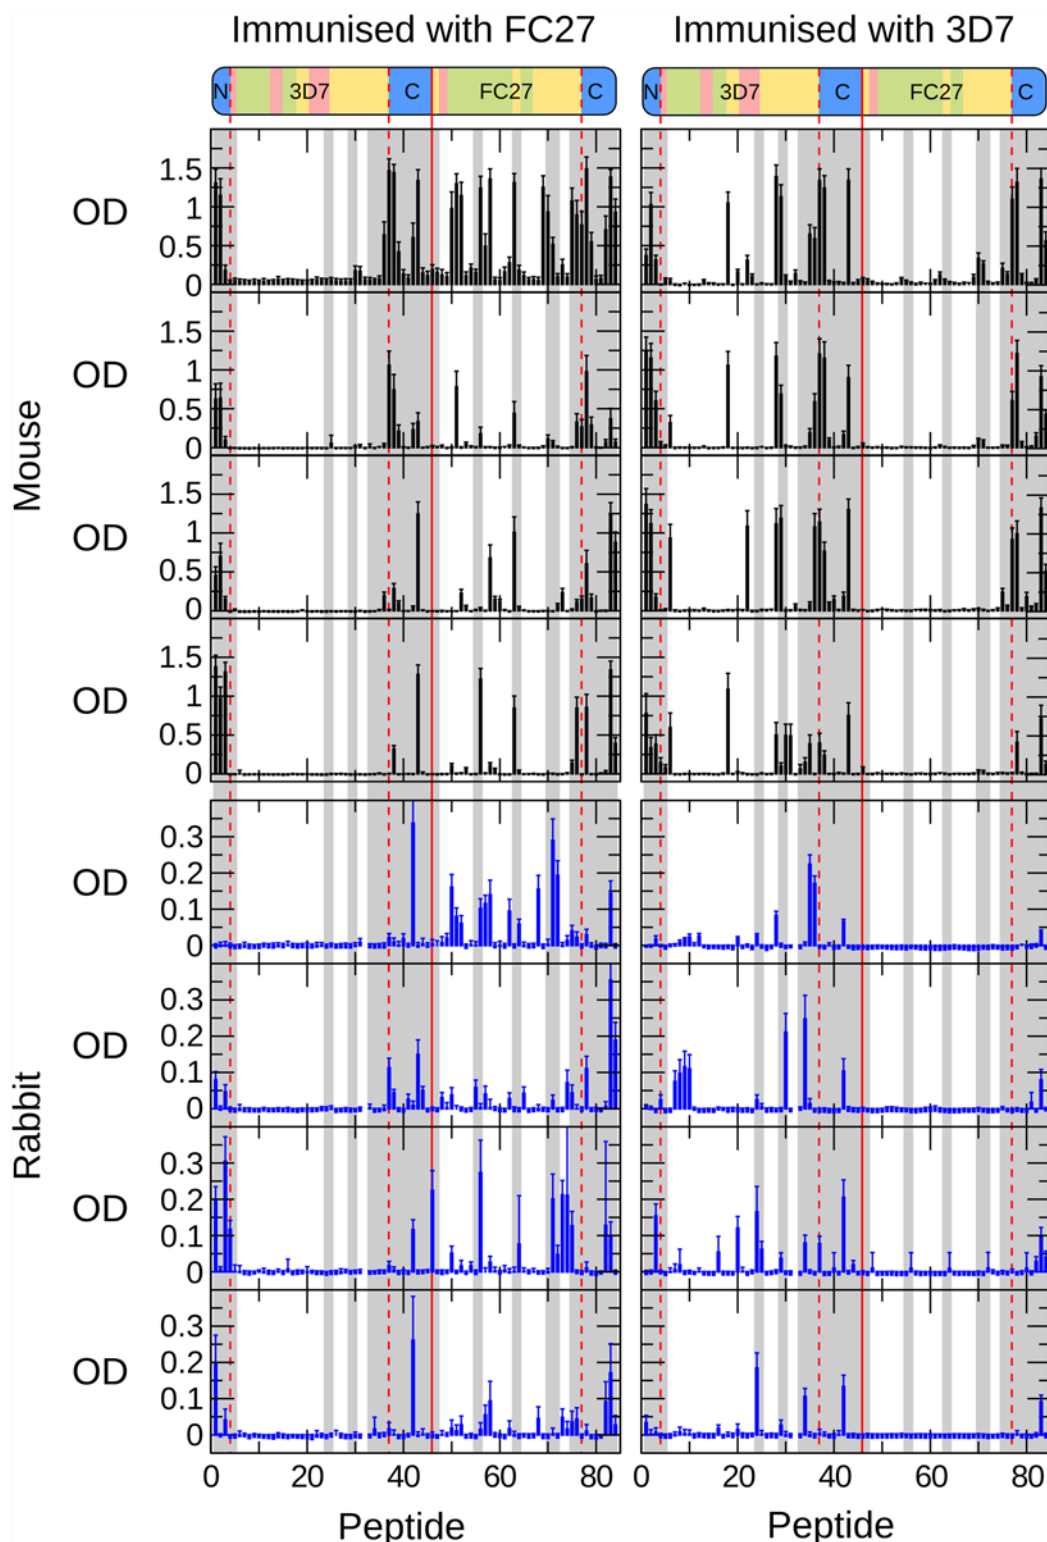 Immunised with FC27 Immunised with 3D7
N 3D7 C FC27 C N 3D7 C FC27 C
Mouse
OD 1.5 1 0.5 0
OD 1.5 1 0.5 0
OD 1.5 1 0.5 0
OD 1.5 1 0.5 0
Rabbit
OD 0.3 0.2 0.1 0
OD 0.3 0.2 0.1 0
OD 0.3 0.2 0.1 0
OD 0.3 0.2 0.1 0
0 20 40 60 80 0 20 40 60 80
Peptide Peptide